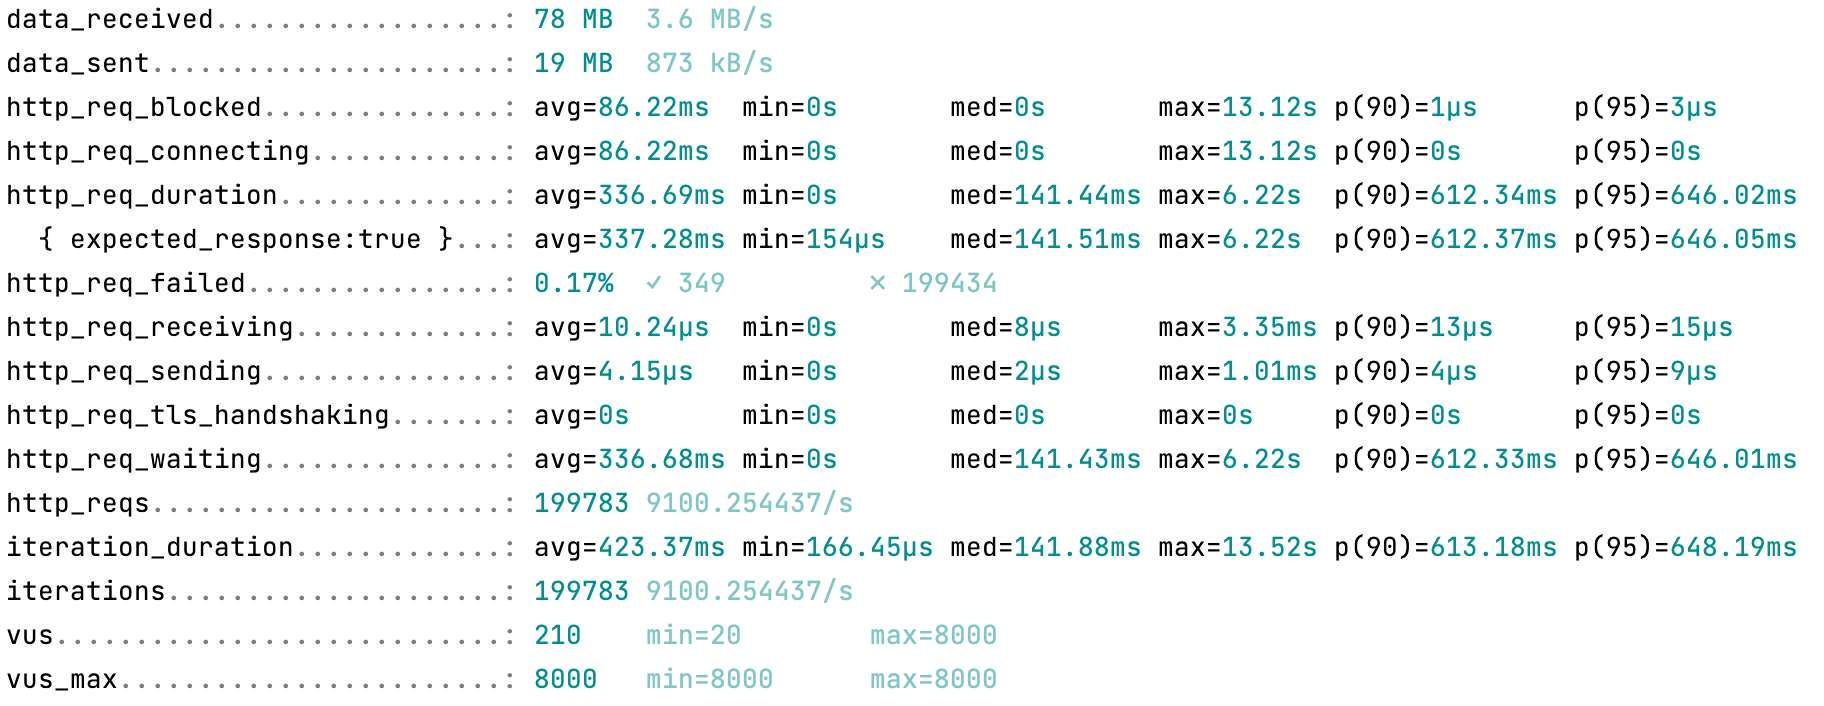 data_received..................: 78 MB  3.6 MB/s
data_sent......................: 19 MB  873 kB/s
http_req_blocked...............: avg=86.22ms  min=0s       med=0s       max=13.12s p(90)=1µs      p(95)=3µs
http_req_connecting............: avg=86.22ms  min=0s       med=0s       max=13.12s p(90)=0s       p(95)=0s
http_req_duration..............: avg=336.69ms min=0s       med=141.44ms max=6.22s  p(90)=612.34ms p(95)=646.02ms
  { expected_response:true }...: avg=337.28ms min=154µs    med=141.51ms max=6.22s  p(90)=612.37ms p(95)=646.05ms
http_req_failed................: 0.17%  ✓ 349         ✗ 199434
http_req_receiving.............: avg=10.24µs  min=0s       med=8µs      max=3.35ms p(90)=13µs     p(95)=15µs
http_req_sending...............: avg=4.15µs   min=0s       med=2µs      max=1.01ms p(90)=4µs      p(95)=9µs
http_req_tls_handshaking.......: avg=0s       min=0s       med=0s       max=0s     p(90)=0s       p(95)=0s
http_req_waiting...............: avg=336.68ms min=0s       med=141.43ms max=6.22s  p(90)=612.33ms p(95)=646.01ms
http_reqs......................: 199783 9100.254437/s
iteration_duration.............: avg=423.37ms min=166.45µs med=141.88ms max=13.52s p(90)=613.18ms p(95)=648.19ms
iterations.....................: 199783 9100.254437/s
vus............................: 210    min=20        max=8000
vus_max........................: 8000   min=8000      max=8000